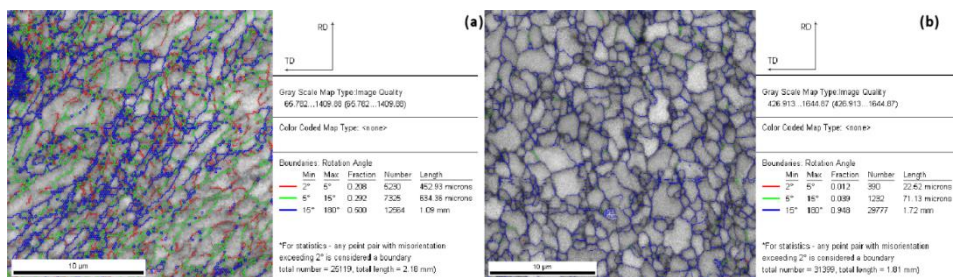 (a)
RD
TD
Gray Scale Map Type:Image Quality
65.782...1409.88 (65.782...1409.88)
Color Coded Map Type: <none>
Boundaries: Rotation Angle
Min Max Fraction Number Length
2° 5° 0.208 5230 452.93 microns
5° 15° 0.292 7325 634.36 microns
15° 180° 0.500 12564 1.09 mm
*For statistics - any point pair with misorientation
exceeding 2° is considered a boundary
total number = 25119, total length = 2.18 mm)
10 µm
(b)
RD
TD
Gray Scale Map Type:Image Quality
426.913...1644.67 (426.913...1644.67)
Color Coded Map Type: <none>
Boundaries: Rotation Angle
Min Max Fraction Number Length
2° 5° 0.012 390 22.52 microns
5° 15° 0.039 1232 71.13 microns
15° 180° 0.948 29777 1.72 mm
*For statistics - any point pair with misorientation
exceeding 2° is considered a boundary
total number = 31399, total length = 1.81 mm)
10 µm